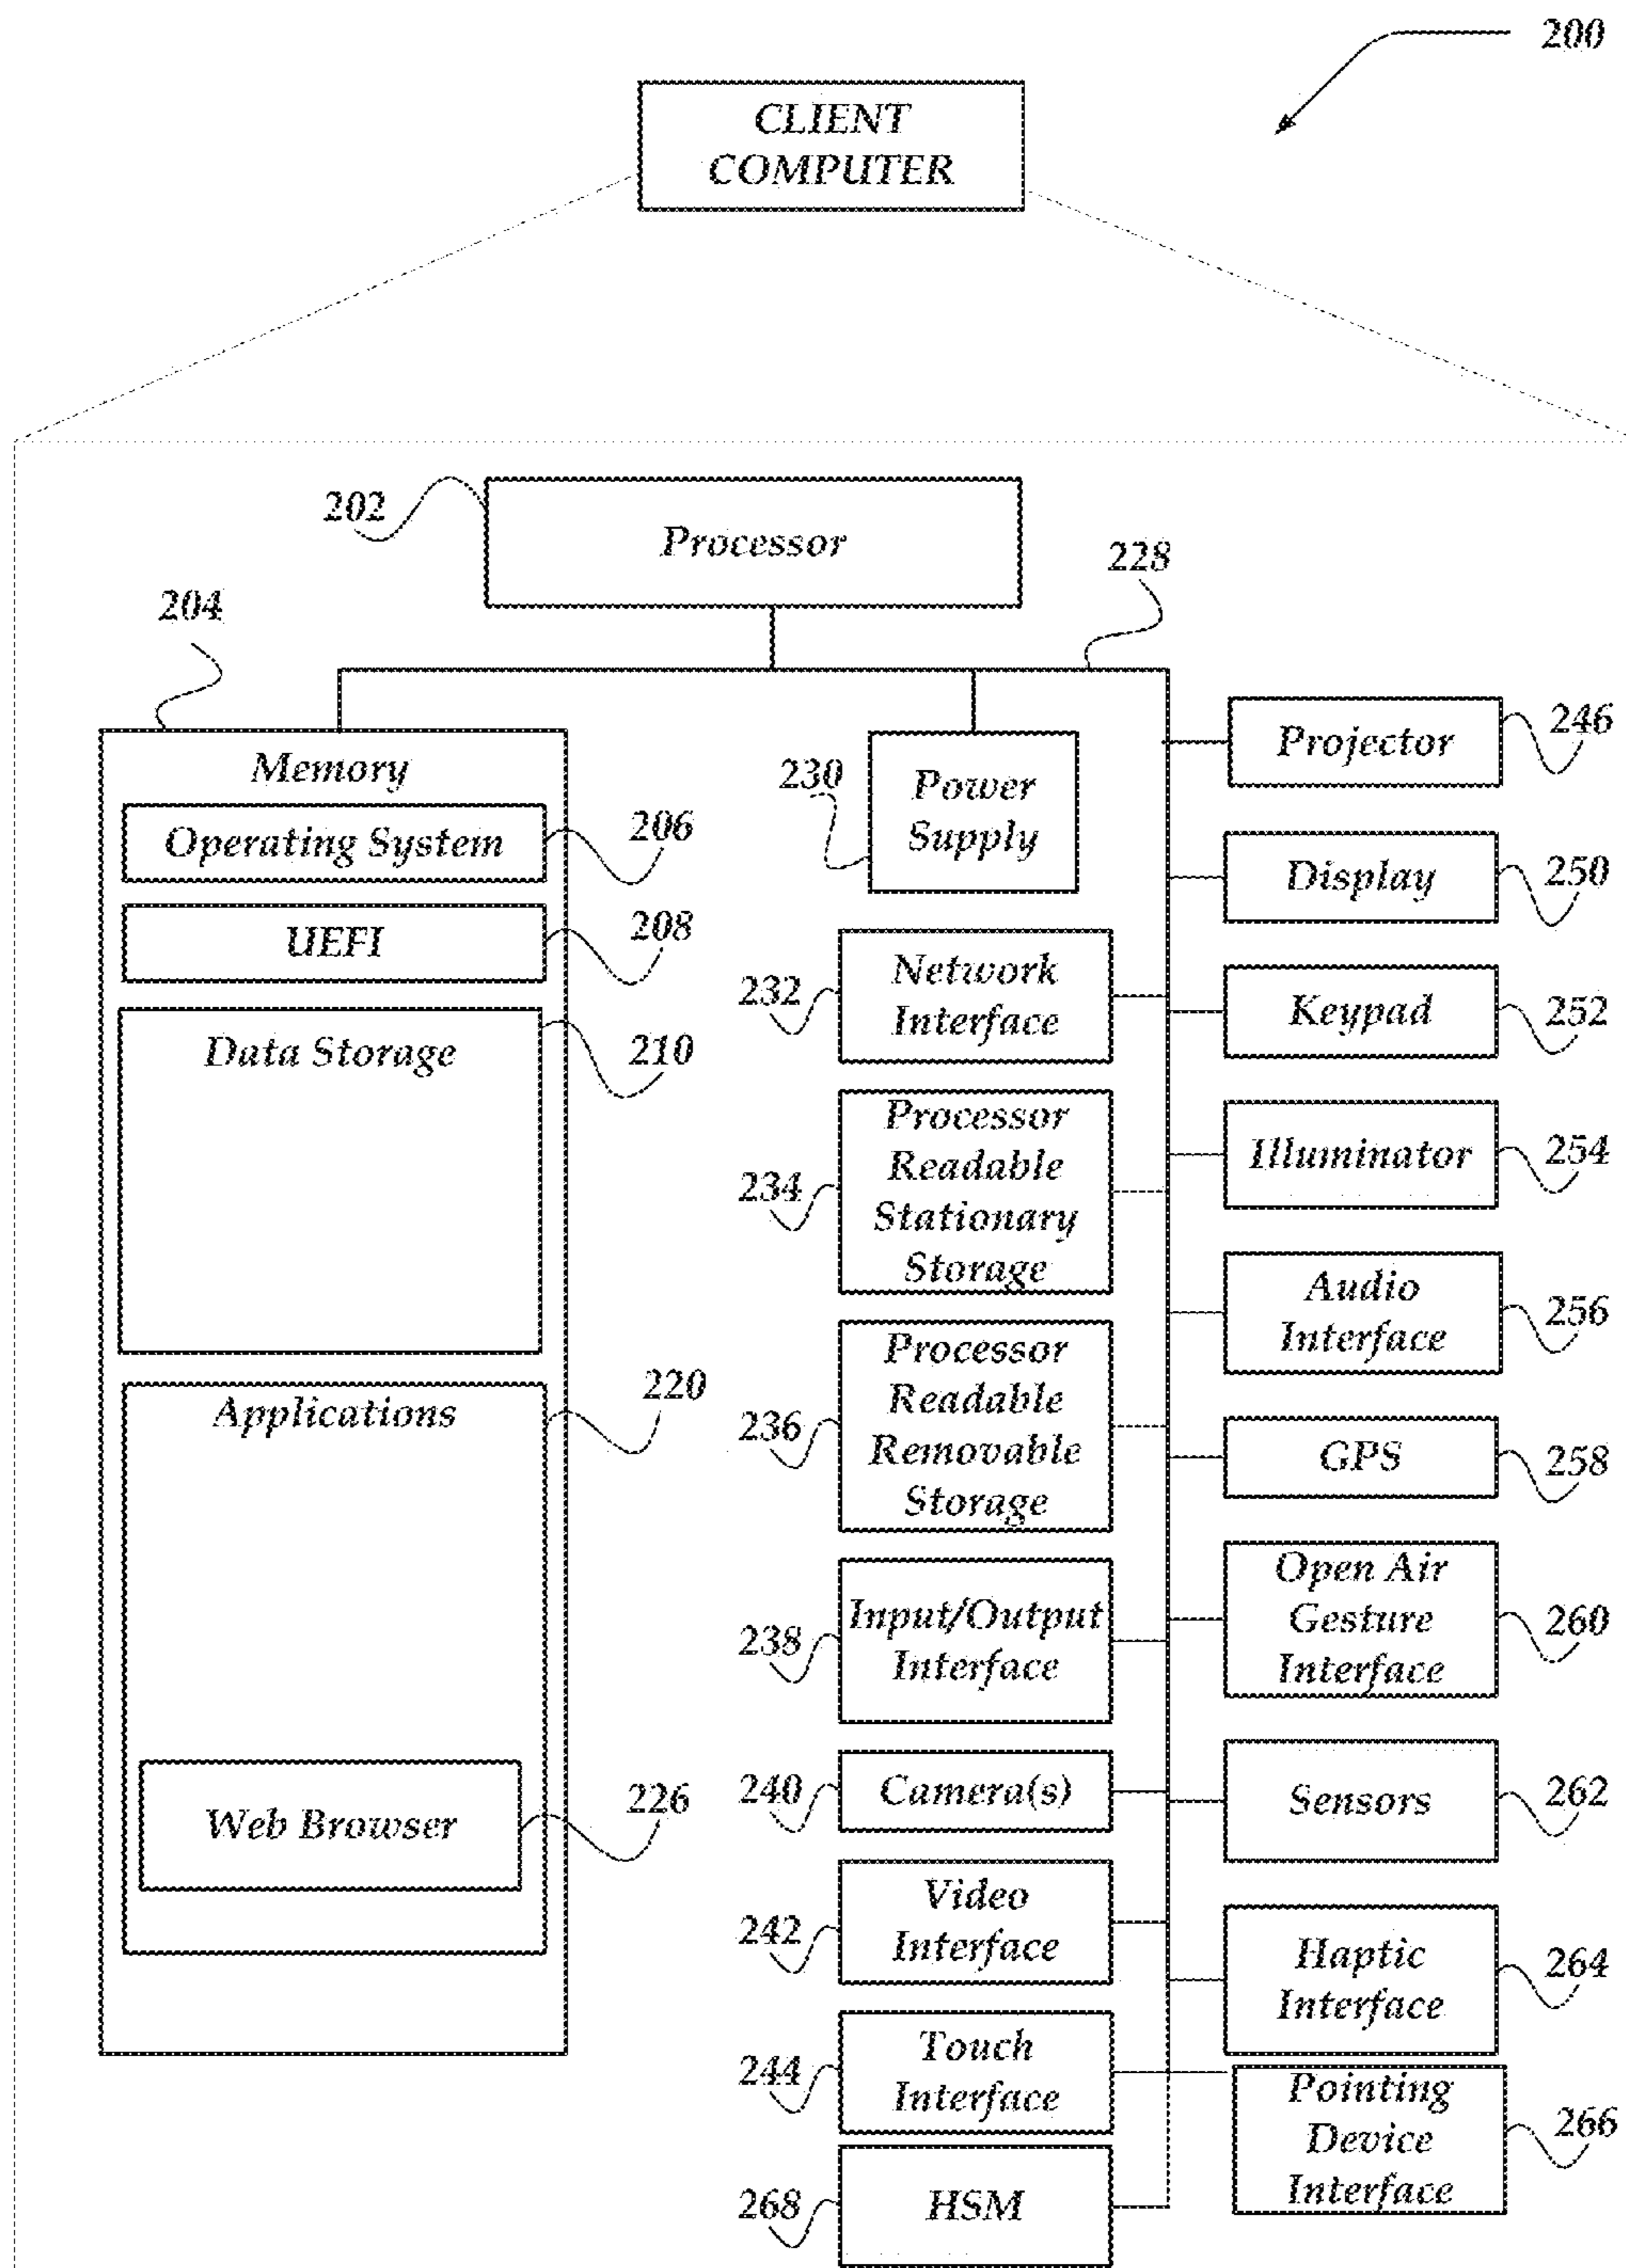 200
CLIENT
COMPUTER
202
Processor
228
204
Memory
Operating System
206
UEFI
208
Data Storage
210
Applications
220
Web Browser
226
230
Power
Supply
232
Network
Interface
234
Processor
Readable
Stationary
Storage
236
Processor
Readable
Removable
Storage
238
Input/Output
Interface
240
Camera(s)
242
Video
Interface
244
Touch
Interface
268
HSM
Projector
246
Display
250
Keypad
252
Illuminator
254
Audio
Interface
256
GPS
258
Open Air
Gesture
Interface
260
Sensors
262
Haptic
Interface
264
Pointing
Device
Interface
266